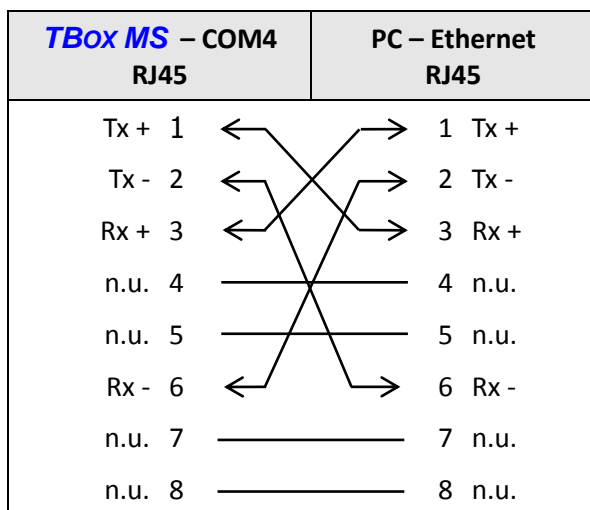 TBOX MS – COM4 PC – Ethernet
RJ45 RJ45
Tx + 1 1 Tx +
Tx - 2 2 Tx -
Rx + 3 3 Rx +
n.u. 4 4 n.u.
n.u. 5 5 n.u.
Rx - 6 6 Rx -
n.u. 7 7 n.u.
n.u. 8 8 n.u.